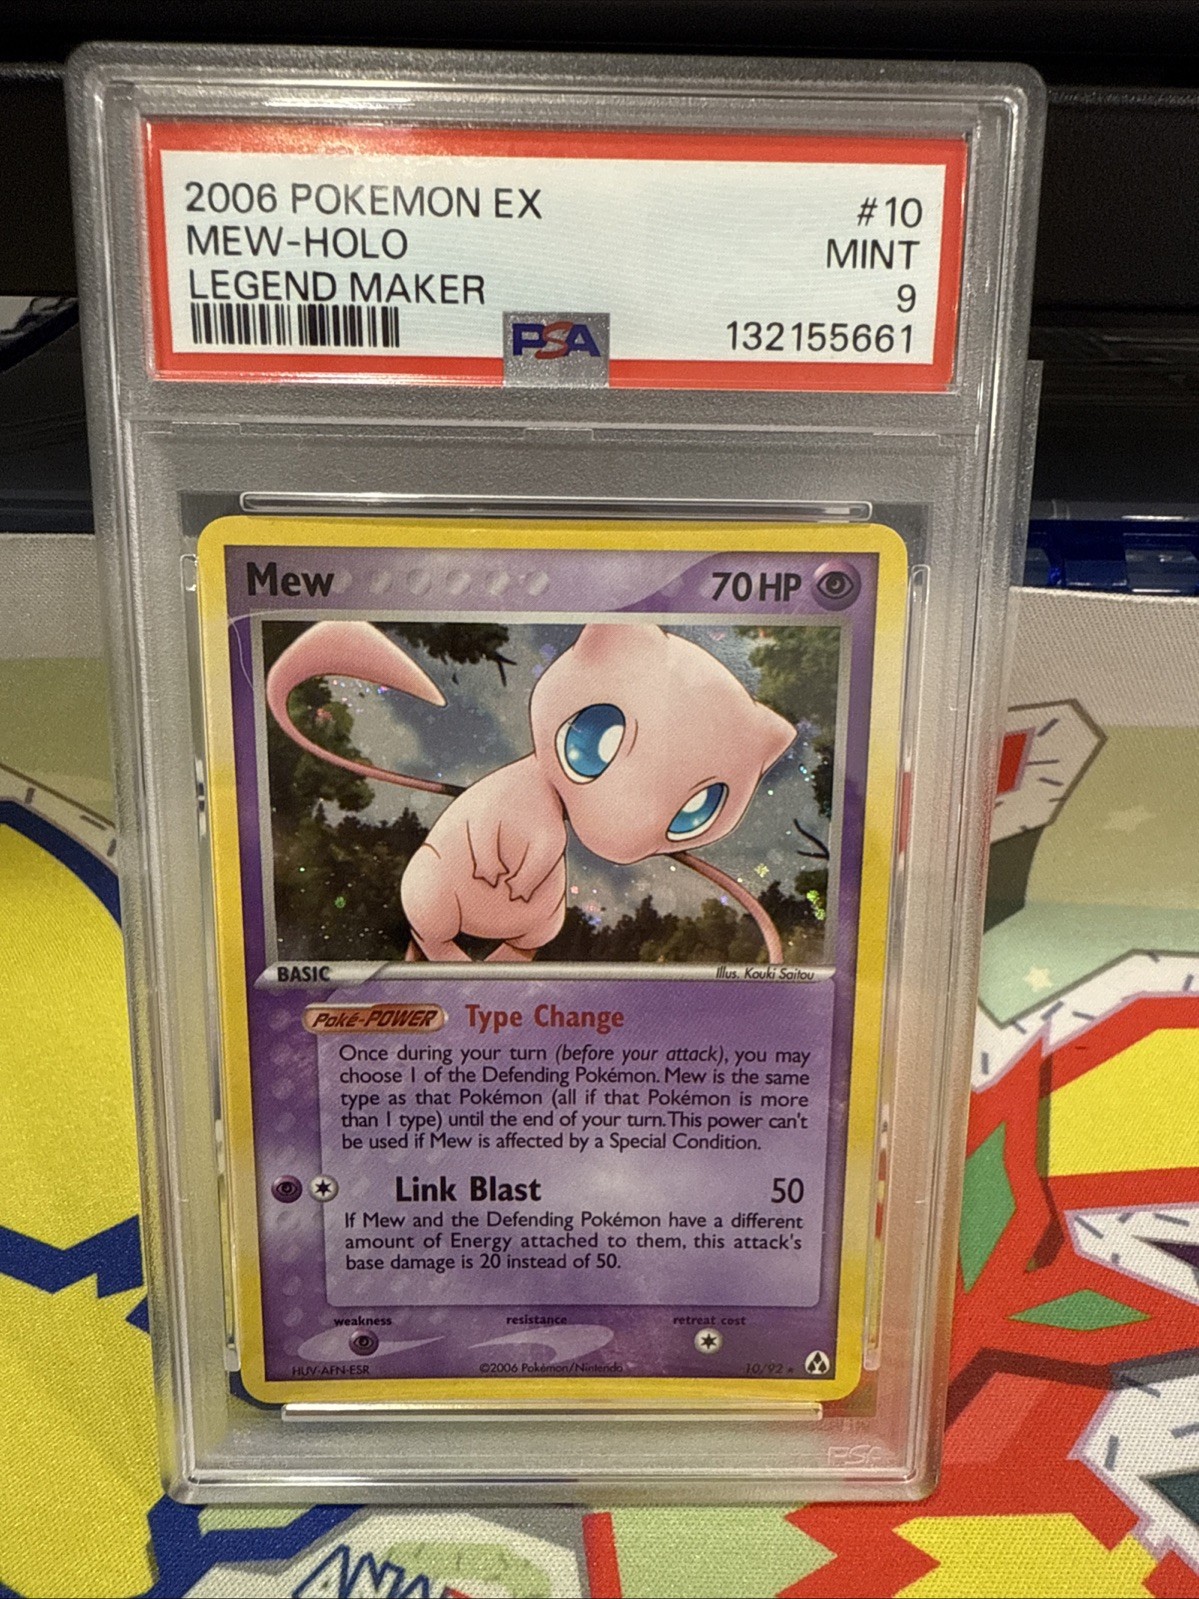 2006 POKEMON EX #10
MEW-HOLO MINT
LEGEND MAKER 9
PSA 132155661
Mew 70 HP
BASIC Illus. Kouki Saitou
Poké-POWER Type Change
Once during your turn (before your attack), you may
choose 1 of the Defending Pokémon. Mew is the same
type as that Pokémon (all if that Pokémon is more
than 1 type) until the end of your turn. This power can't
be used if Mew is affected by a Special Condition.
Link Blast 50
If Mew and the Defending Pokémon have a different
amount of Energy attached to them, this attack's
base damage is 20 instead of 50.
weakness resistance retreat cost
HUV-AFN-ESR ©2006 Pokémon/Nintendo 10/92 ★
PSA